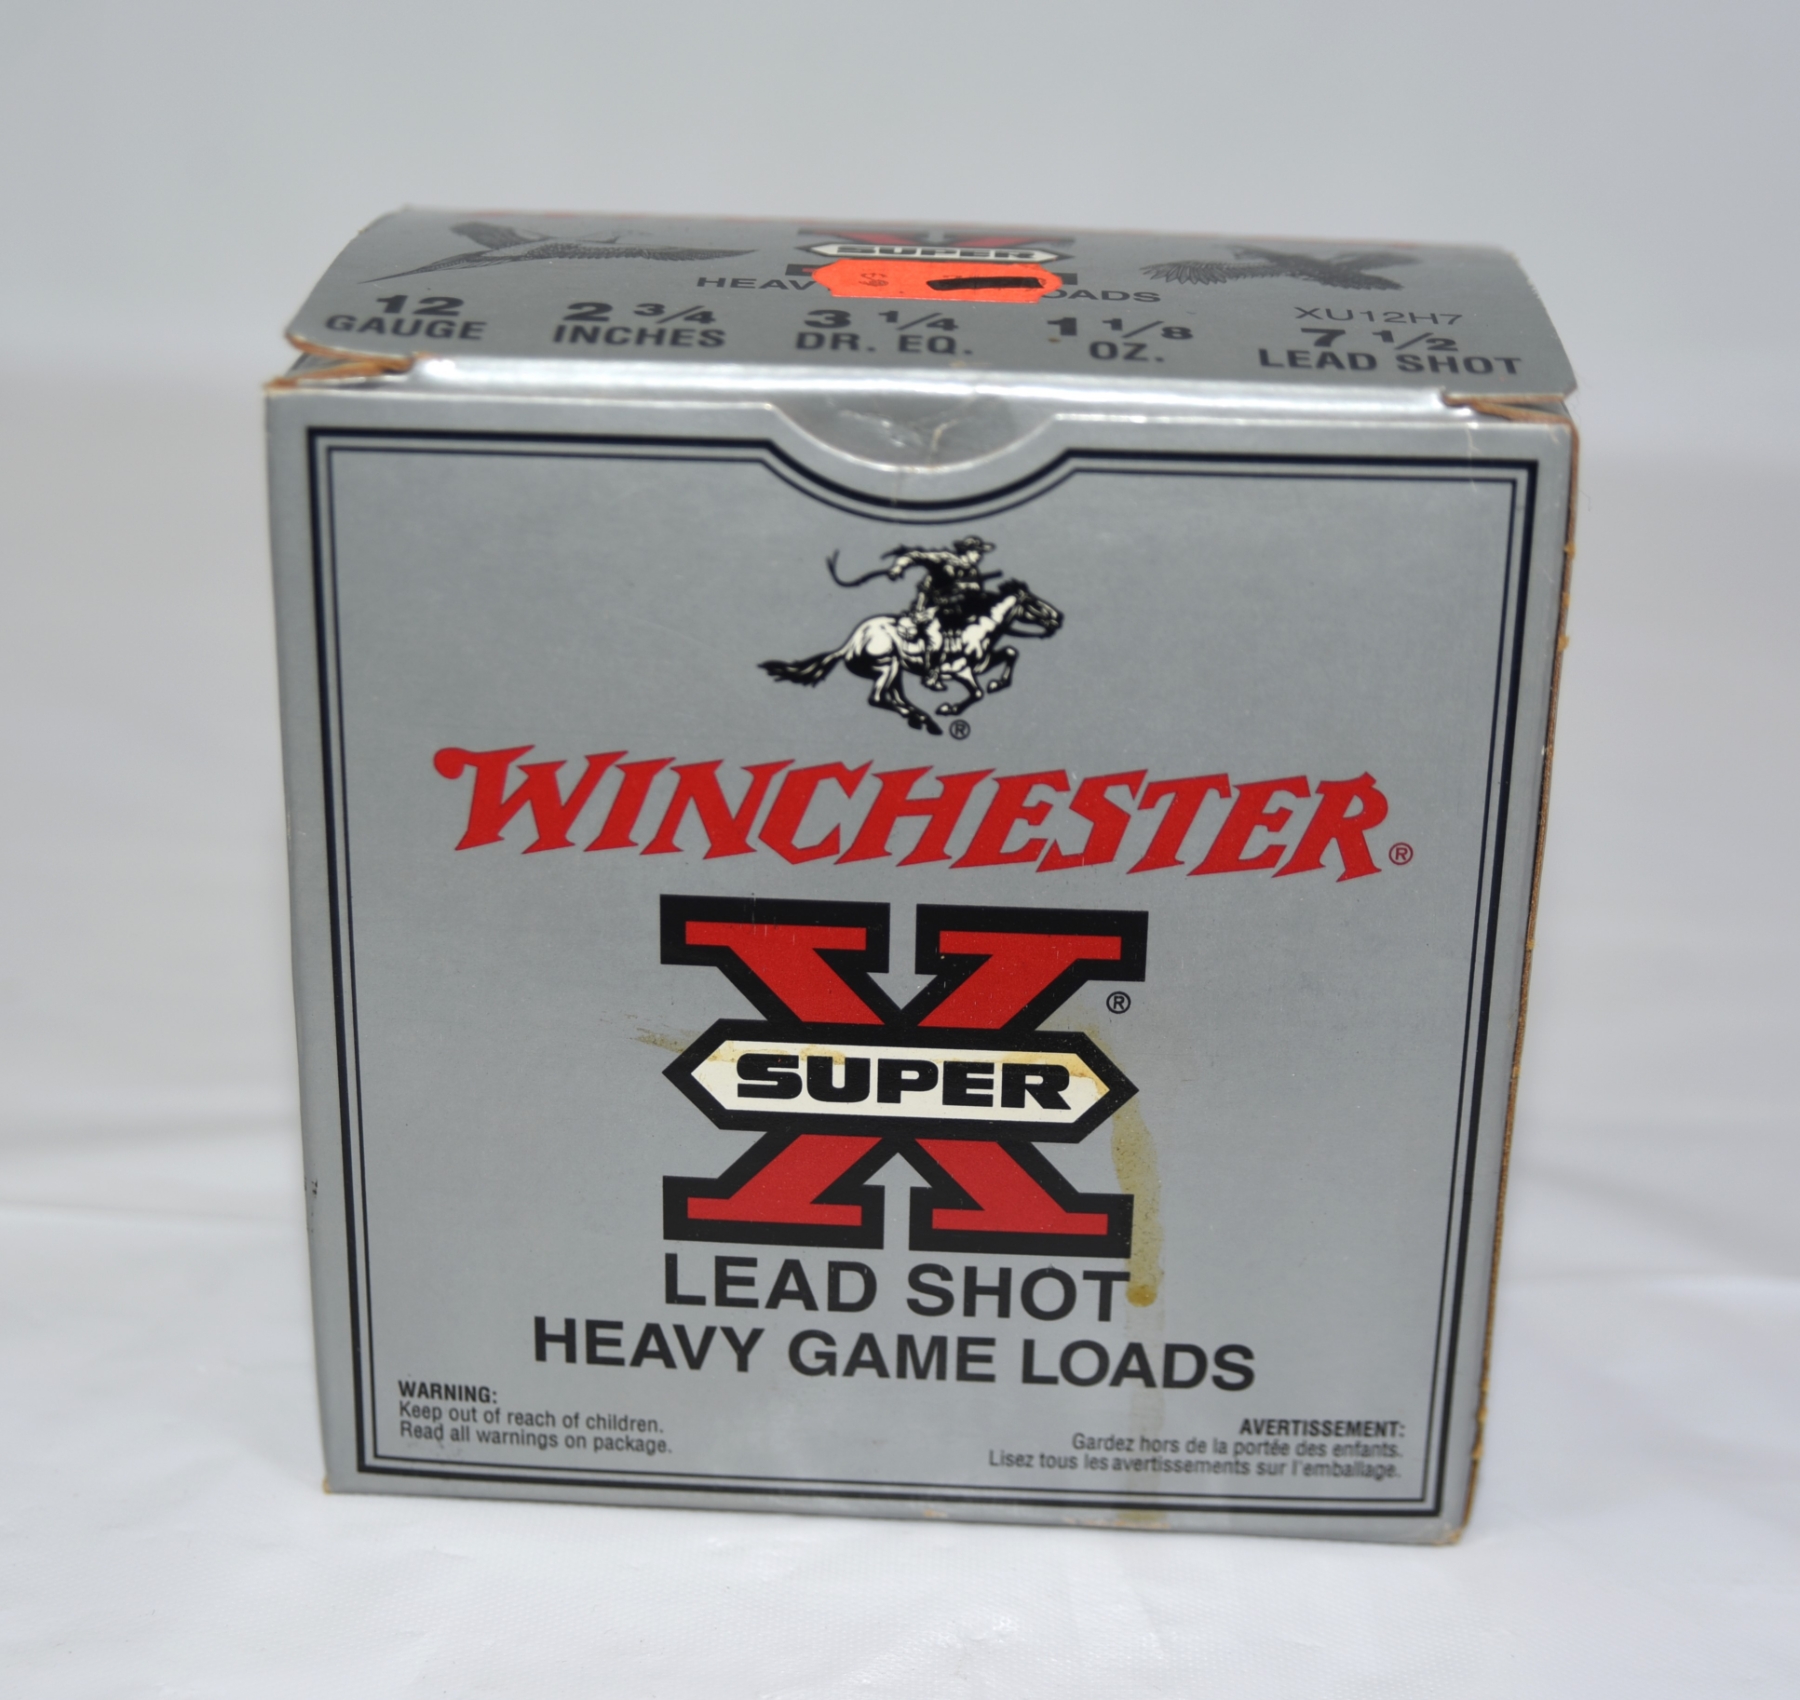 SUPER
HEAV OADS
12 GAUGE
2 3/4 INCHES
3 1/4 DR. EQ.
1 1/8 OZ.
XU12H7
7 1/2 LEAD SHOT
WINCHESTER®
X®
SUPER
LEAD SHOT
HEAVY GAME LOADS
WARNING:
Keep out of reach of children.
Read all warnings on package.
AVERTISSEMENT:
Gardez hors de la portée des enfants.
Lisez tous les avertissements sur l'emballage.